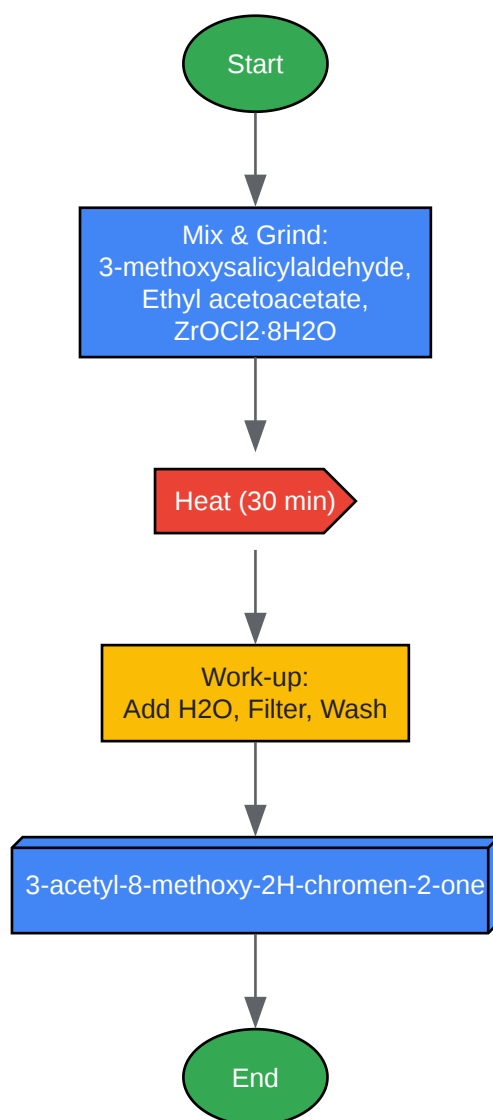 Start
Mix & Grind:
3-methoxysalicylaldehyde,
Ethyl acetoacetate,
ZrOCl2·8H2O
Heat (30 min)
Work-up:
Add H2O, Filter, Wash
3-acetyl-8-methoxy-2H-chromen-2-one
End